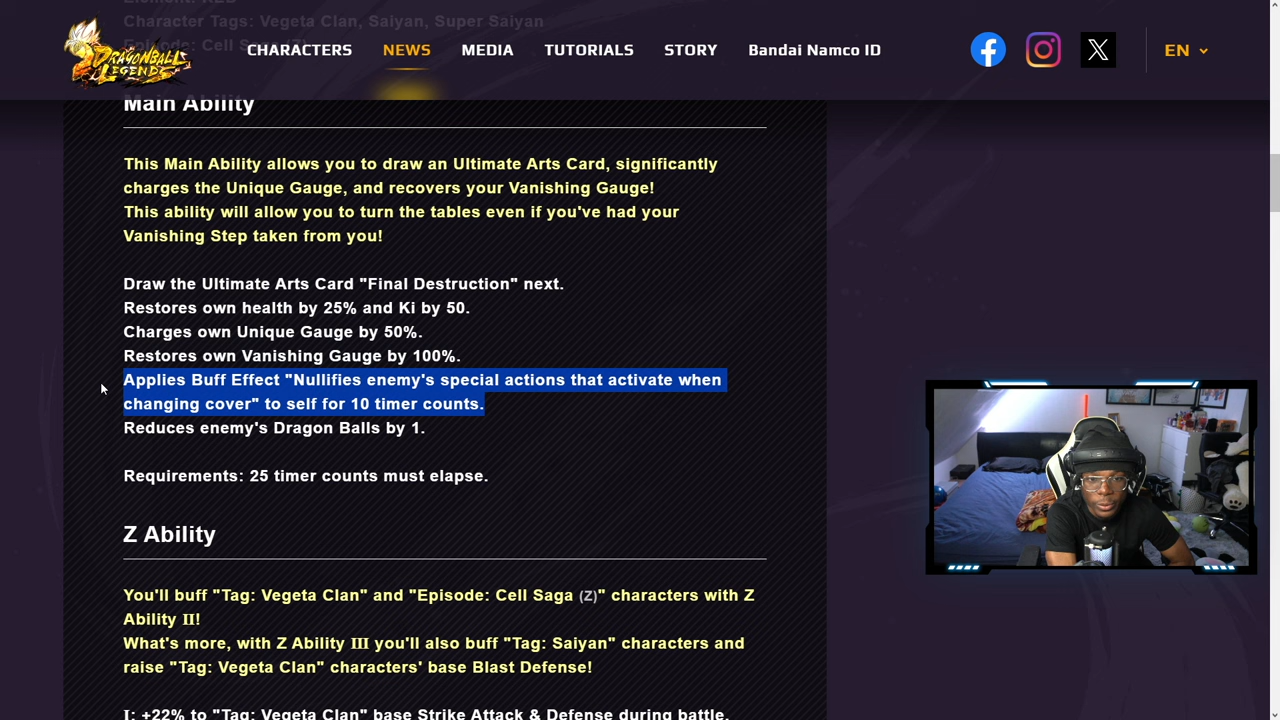 Character Tags: Vegeta Clan, Saiyan, Super Saiyan
DRAGONBALL LEGENDS
CHARACTERS
NEWS
MEDIA
TUTORIALS
STORY
Bandai Namco ID
EN
Main Ability
This Main Ability allows you to draw an Ultimate Arts Card, significantly
charges the Unique Gauge, and recovers your Vanishing Gauge!
This ability will allow you to turn the tables even if you've had your
Vanishing Step taken from you!
Draw the Ultimate Arts Card "Final Destruction" next.
Restores own health by 25% and Ki by 50.
Charges own Unique Gauge by 50%.
Restores own Vanishing Gauge by 100%.
Applies Buff Effect "Nullifies enemy's special actions that activate when
changing cover" to self for 10 timer counts.
Reduces enemy's Dragon Balls by 1.
Requirements: 25 timer counts must elapse.
Z Ability
You'll buff "Tag: Vegeta Clan" and "Episode: Cell Saga (Z)" characters with Z
Ability II!
What's more, with Z Ability III you'll also buff "Tag: Saiyan" characters and
raise "Tag: Vegeta Clan" characters' base Blast Defense!
I: +22% to "Tag: Vegeta Clan" base Strike Attack & Defense during battle.